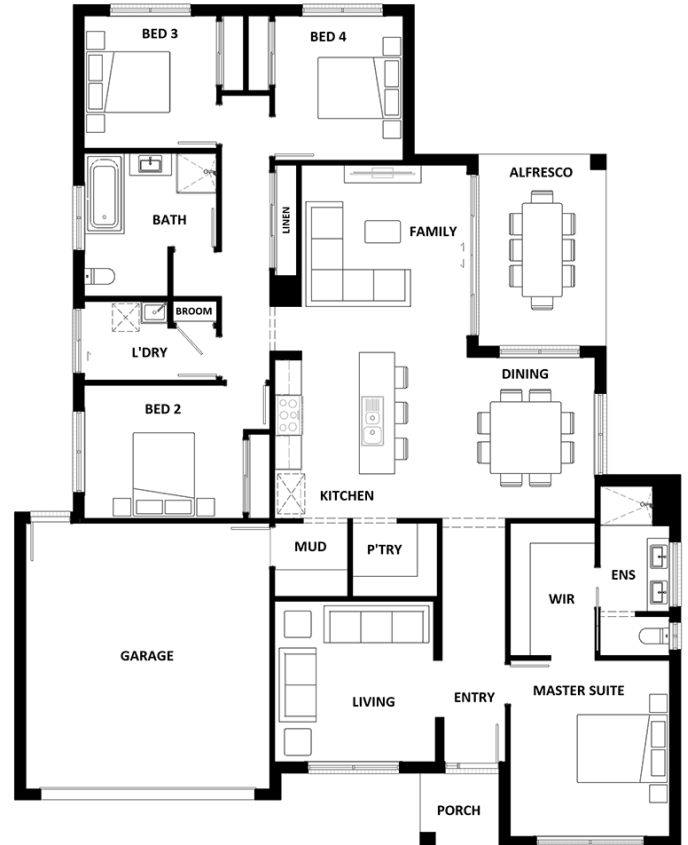 BED 3
BED 4
ALFRESCO
BATH
LINEN
FAMILY
BROOM
L'DRY
DINING
BED 2
KITCHEN
MUD
P'TRY
ENS
WIR
GARAGE
MASTER SUITE
LIVING
ENTRY
PORCH